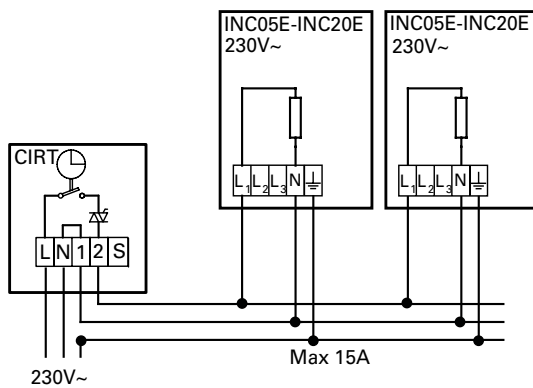 INC05E-INC20E
230V~
INC05E-INC20E
230V~
CIRT
L1 L2 L3 N
L1 L2 L3 N
L N 1 2 S
Max 15A
230V~